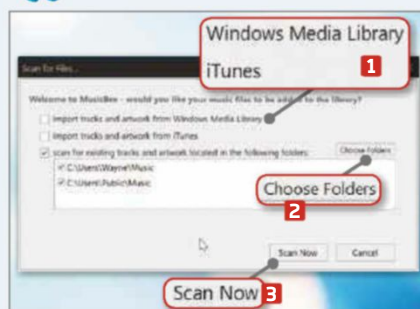 Windows Media Library
iTunes
1
Scan for Files...
Welcome to MusicBee - would you like your music files to be added to the library?
Import tracks and artwork from Windows Media Library
Import tracks and artwork from iTunes
scan for existing tracks and artwork located in the following folders:
Choose Folders
C:\Users\Wayne\Music
C:\Users\Public\Music
Choose Folders
2
Scan Now
Cancel
Scan Now 3